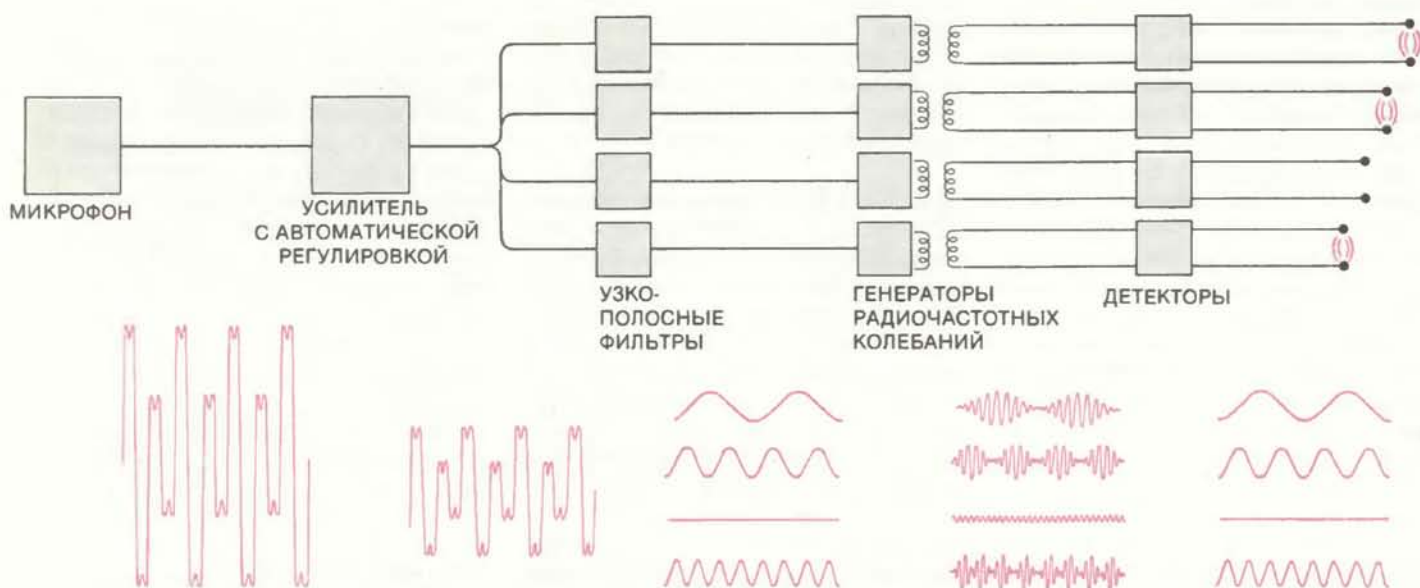 МИКРОФОН
УСИЛИТЕЛЬ
С АВТОМАТИЧЕСКОЙ
РЕГУЛИРОВКОЙ
УЗКО-
ПОЛОСНЫЕ
ФИЛЬТРЫ
ГЕНЕРАТОРЫ
РАДИОЧАСТОТНЫХ
КОЛЕБАНИЙ
ДЕТЕКТОРЫ